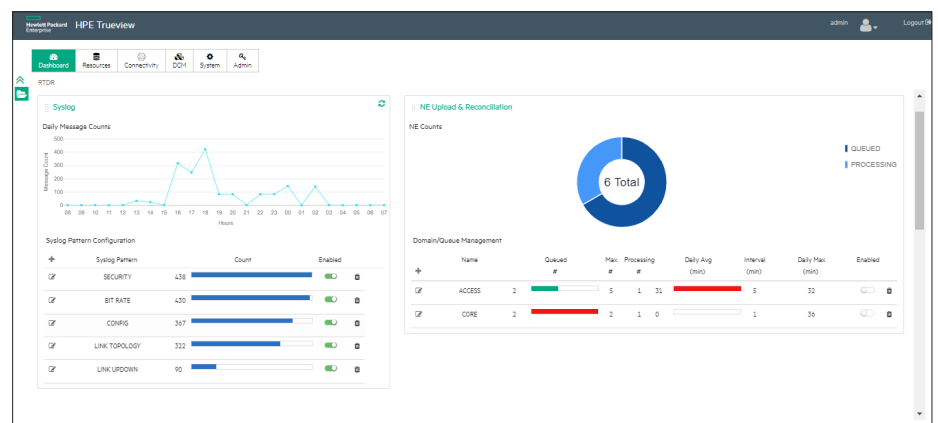 Hewlett Packard
Enterprise
HPE Trueview
admin
Logout
Dashboard
Resources
Connectivity
DCM
System
Admin
RTDR
Syslog
Daily Message Counts
Message Count
500
400
300
200
100
0
08 09 10 11 12 13 14 15 16 17 18 19 20 21 22 23 00 01 02 03 04 05 06 07
Hours
Syslog Pattern Configuration
+ Syslog Pattern Count Enabled
SECURITY 438
BIT RATE 430
CONFIG 367
LINK TOPOLOGY 322
LINK UPDOWN 90
NE Upload & Reconciliation
NE Counts
6 Total
QUEUED
PROCESSING
Domain/Queue Management
Name Queued Max Processing Daily Avg Interval Daily Max Enabled
+ # # # (min) (min) (min)
ACCESS 2 5 1 31 5 32
CORE 2 2 1 0 1 36